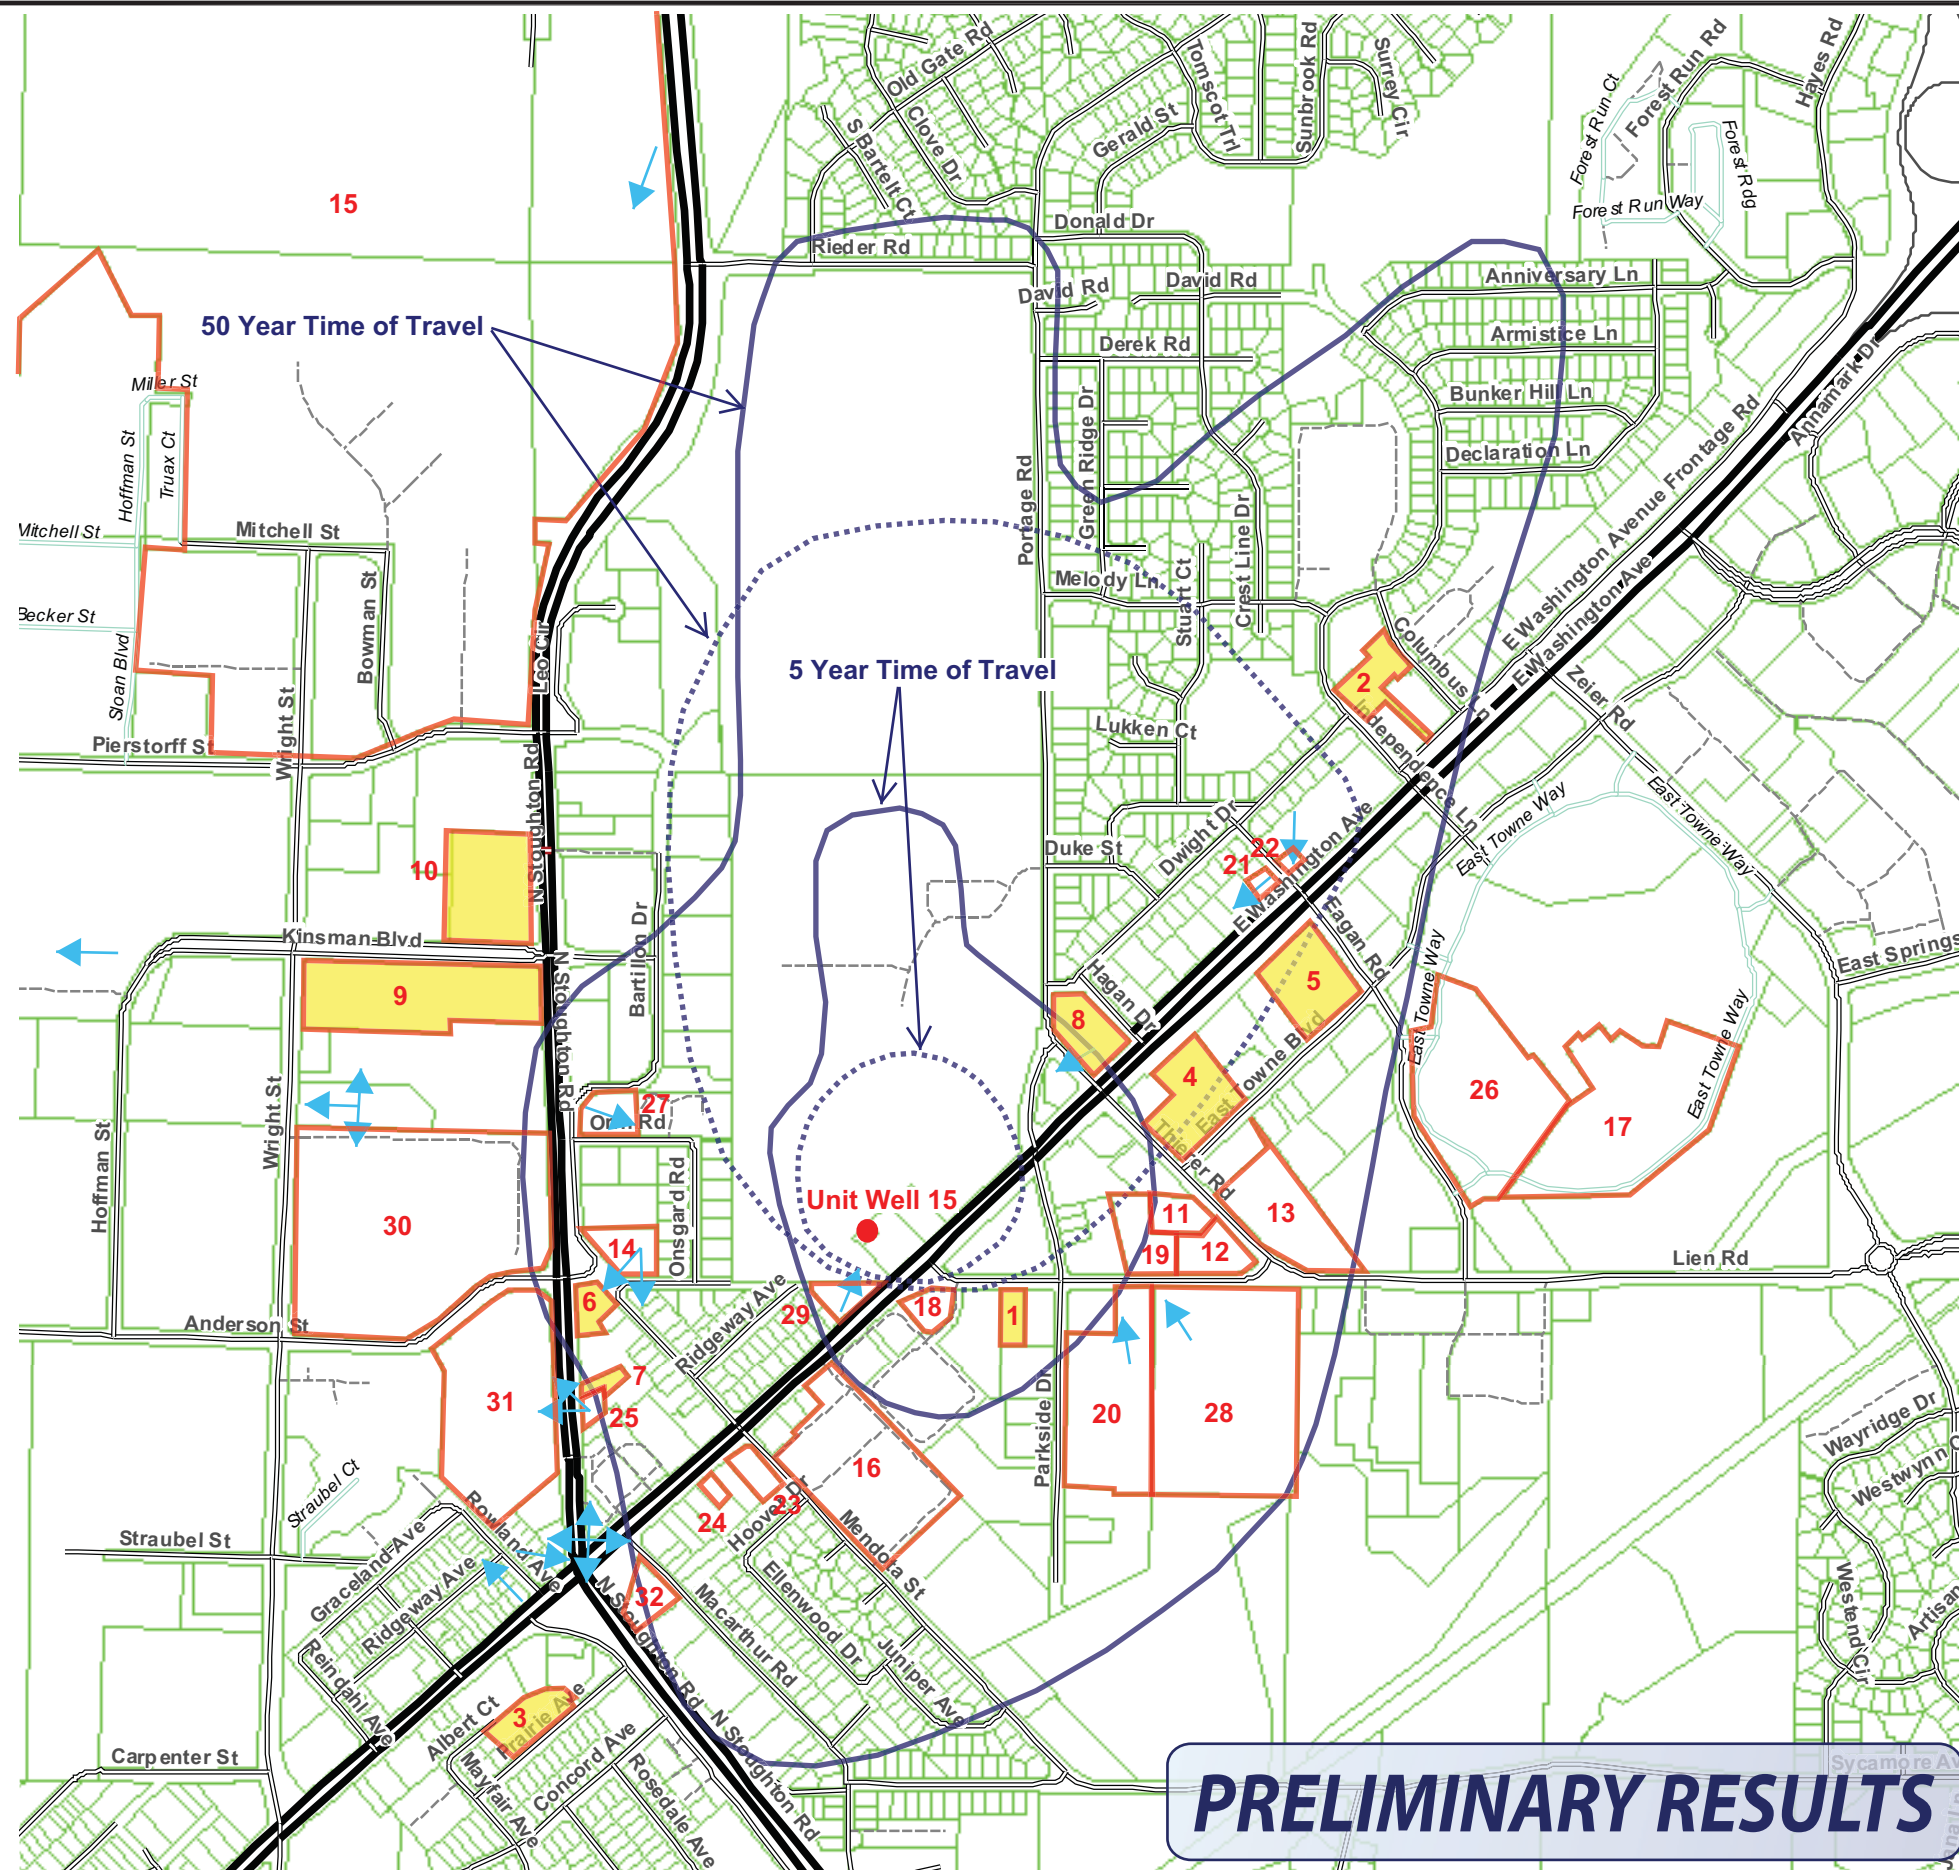 Old Gate Rd
Tomscot Trl
Sunbrook Rd
Surrey Cir
Forest Run Rd
Hayes Rd
Forest Run Ct
Clove Dr
Gerald St
S Bartelt Ct
Forest Rdg
Forest Run Way
15
Donald Dr
Rieder Rd
David Rd
David Rd
Anniversary Ln
50 Year Time of Travel
Derek Rd
Armistice Ln
Annamark Dr
Miller St
Bunker Hill Ln
Green Ridge Dr
Hoffman St
Truax Ct
Declaration Ln
E Washington Avenue Frontage Rd
Portage Rd
Mitchell St
Mitchell St
Crest Line Dr
Melody Ln
Stuart Ct
Becker St
Bowman St
Sloan Blvd
Leo Cir
E Washington Ave
Columbus Ln
5 Year Time of Travel
2
Zeier Rd
Wright St
Lukken Ct
Independence Ln
Pierstorff St
N Stoughton Rd
East Towne Way
East Towne Way
Dwight Dr
Duke St
22
21
E Washington Ave
10
Eagan Rd
Kinsman Blvd
Bartillon Dr
N Stoughton Rd
East Towne Way
East Springs
Hagan Dr
9
5
8
East Towne Way
4
East Towne Blvd
26
17
27
Orin Rd
Wright St
Hoffman St
Thierer Rd
Onsgard Rd
Unit Well 15
30
11
13
14
19
12
Lien Rd
6
29
18
1
Anderson St
Ridgeway Ave
7
31
25
Parkside Dr
20
28
16
Wayridge Dr
Westwynn
Straubel Ct
24
23
Hoover Dr
Mendota St
Rowland Ave
Straubel St
Graceland Ave
Ridgeway Ave
32
Macarthur Rd
Ellenwood Dr
Juniper Ave
Westend Cir
Artisan
N Stoughton Rd
Reindahl Ave
3
Prairie Ave
Albert Ct
N Stoughton Rd
Carpenter St
Mayfair Ave
Concord Ave
Rosedale Ave
Sycamore Av
PRELIMINARY RESULTS